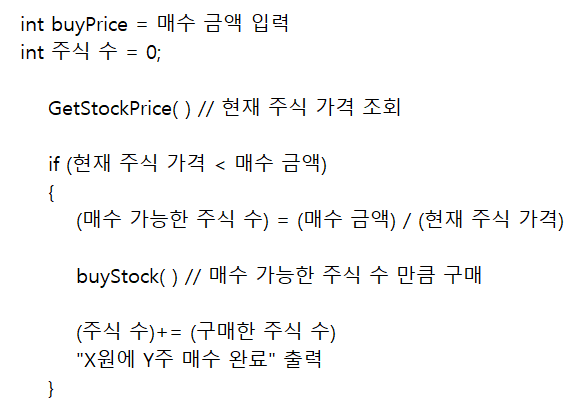 int buyPrice = 매수 금액 입력
int 주식 수 = 0;
GetStockPrice( ) // 현재 주식 가격 조회
if (현재 주식 가격 < 매수 금액)
{
(매수 가능한 주식 수) = (매수 금액) / (현재 주식 가격)
buyStock( ) // 매수 가능한 주식 수 만큼 구매
(주식 수)+= (구매한 주식 수)
"X원에 Y주 매수 완료" 출력
}